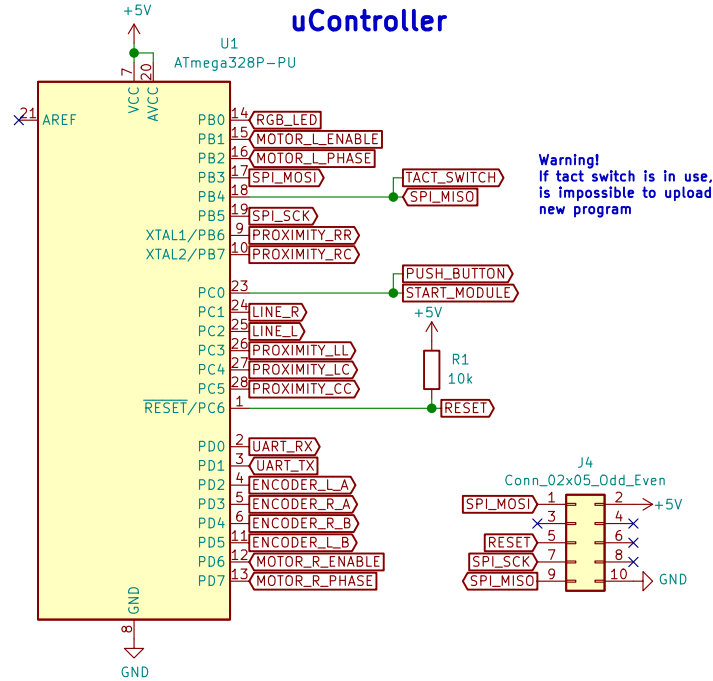 uController
+5V
U1
ATmega328P-PU
7
VCC
20
AVCC
21
AREF
PB0 14 RGB_LED
PB1 15 MOTOR_L_ENABLE
PB2 16 MOTOR_L_PHASE
PB3 17 SPI_MOSI
TACT_SWITCH
PB4 18 SPI_MISO
PB5 19 SPI_SCK
XTAL1/PB6 9 PROXIMITY_RR
XTAL2/PB7 10 PROXIMITY_RC
PUSH_BUTTON
PC0 23 START_MODULE
PC1 24 LINE_R
PC2 25 LINE_L
PC3 26 PROXIMITY_LL
PC4 27 PROXIMITY_LC
PC5 28 PROXIMITY_CC
RESET/PC6 1 RESET
+5V
R1
10k
PD0 2 UART_RX
PD1 3 UART_TX
PD2 4 ENCODER_L_A
PD3 5 ENCODER_R_A
PD4 6 ENCODER_R_B
PD5 11 ENCODER_L_B
PD6 12 MOTOR_R_ENABLE
PD7 13 MOTOR_R_PHASE
GND
8
GND
Warning!
If tact switch is in use,
is impossible to upload
new program
J4
Conn_02x05_Odd_Even
SPI_MOSI 1 2 +5V
3 4
RESET 5 6
SPI_SCK 7 8
SPI_MISO 9 10 GND